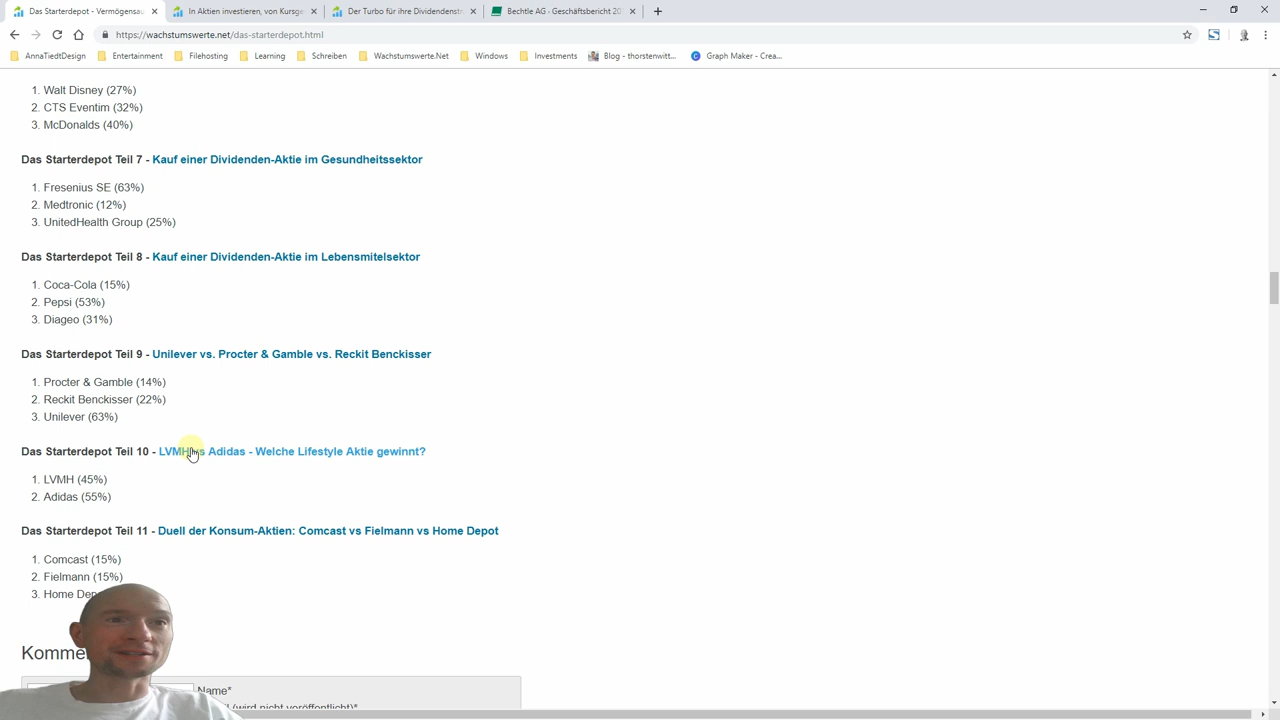 Das Starterdepot - Vermögensau
In Aktien investieren, von Kursge
Der Turbo für ihre Dividendenstr
Bechtle AG - Geschäftsbericht 20
https://wachstumswerte.net/das-starterdepot.html
AnnaTiedtDesign
Entertainment
Filehosting
Learning
Schreiben
Wachstumswerte.Net
Windows
Investments
Blog - thorstenwitt...
Graph Maker - Crea...
1. Walt Disney (27%)
2. CTS Eventim (32%)
3. McDonalds (40%)
Das Starterdepot Teil 7 - Kauf einer Dividenden-Aktie im Gesundheitssektor
1. Fresenius SE (63%)
2. Medtronic (12%)
3. UnitedHealth Group (25%)
Das Starterdepot Teil 8 - Kauf einer Dividenden-Aktie im Lebensmitelsektor
1. Coca-Cola (15%)
2. Pepsi (53%)
3. Diageo (31%)
Das Starterdepot Teil 9 - Unilever vs. Procter & Gamble vs. Reckit Benckisser
1. Procter & Gamble (14%)
2. Reckit Benckisser (22%)
3. Unilever (63%)
Das Starterdepot Teil 10 - LVMH vs Adidas - Welche Lifestyle Aktie gewinnt?
1. LVMH (45%)
2. Adidas (55%)
Das Starterdepot Teil 11 - Duell der Konsum-Aktien: Comcast vs Fielmann vs Home Depot
1. Comcast (15%)
2. Fielmann (15%)
3. Home Dep
Komme
Name*
(wird nicht veröffentlicht)*